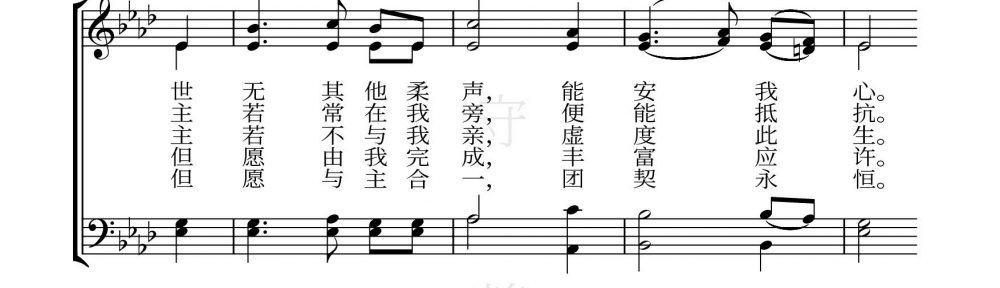 世无其他柔声，能安我心。
主若常在我旁，便能抵抗。
主若不与我亲，虚度此生。
但愿由我完成，丰富应许。
但愿与主合一，团契永恒。
守